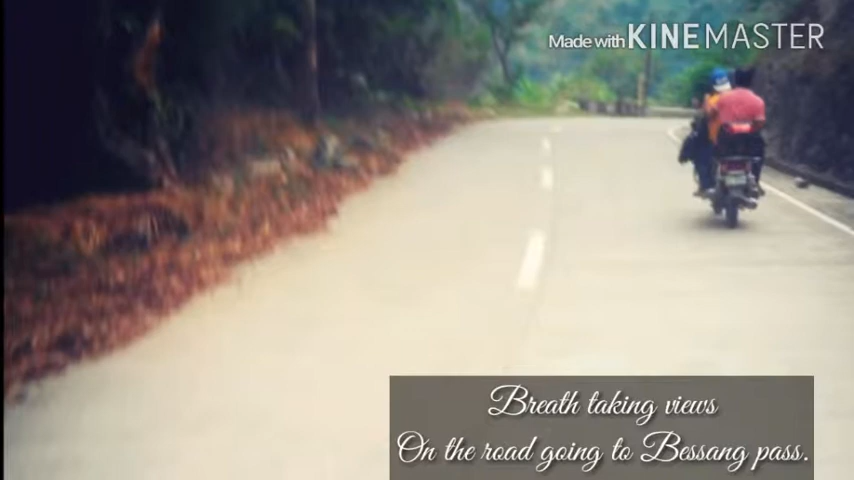 Made with KINEMASTER
Breath taking views
On the road going to Bessang pass.